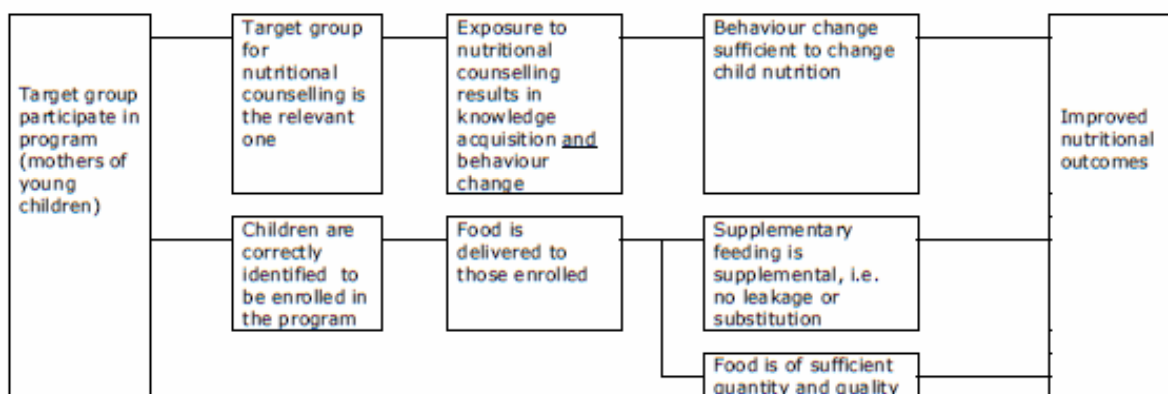 Target group
participate in
program
(mothers of
young
children)
Target group
for
nutritional
counselling is
the relevant
one
Exposure to
nutritional
counselling
results in
knowledge
acquisition and
behaviour
change
Behaviour change
sufficient to change
child nutrition
Children are
correctly
identified to
be enrolled in
the program
Food is
delivered to
those enrolled
Supplementary
feeding is
supplemental, i.e.
no leakage or
substitution
Food is of sufficient
quantity and quality
Improved
nutritional
outcomes